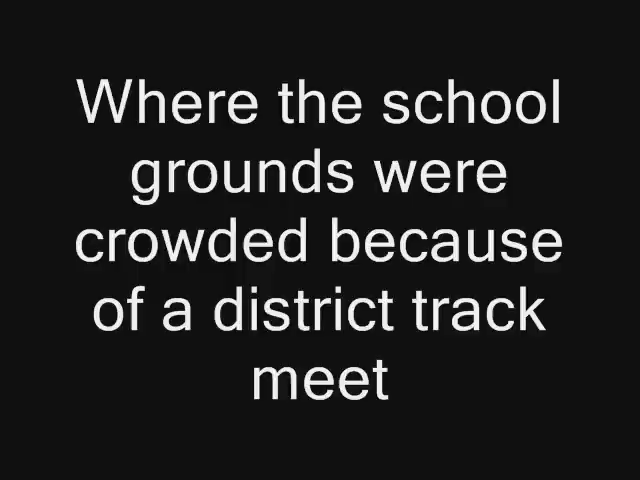 Where the school
grounds were
crowded because
of a district track
meet